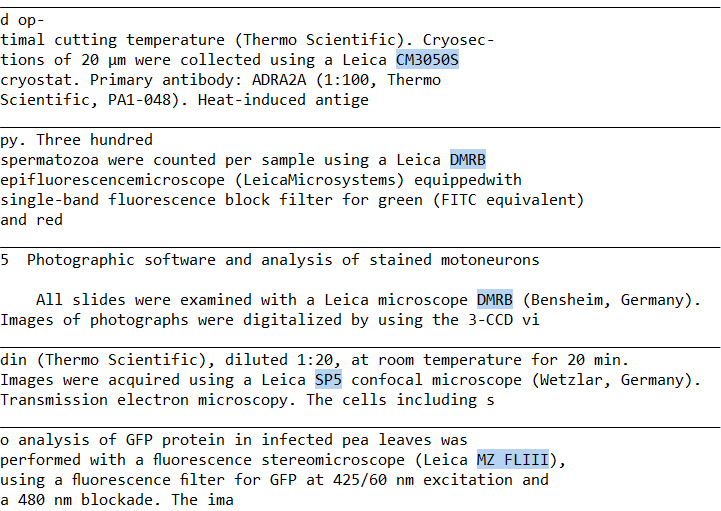 d op-
timal cutting temperature (Thermo Scientific). Cryosec-
tions of 20 μm were collected using a Leica CM3050S
cryostat. Primary antibody: ADRA2A (1:100, Thermo
Scientific, PA1-048). Heat-induced antige
py. Three hundred
spermatozoa were counted per sample using a Leica DMRB
epifluorescencemicroscope (LeicaMicrosystems) equippedwith
single-band fluorescence block filter for green (FITC equivalent)
and red
5  Photographic software and analysis of stained motoneurons
All slides were examined with a Leica microscope DMRB (Bensheim, Germany).
Images of photographs were digitalized by using the 3-CCD vi
din (Thermo Scientific), diluted 1:20, at room temperature for 20 min.
Images were acquired using a Leica SP5 confocal microscope (Wetzlar, Germany).
Transmission electron microscopy. The cells including s
o analysis of GFP protein in infected pea leaves was
performed with a fluorescence stereomicroscope (Leica MZ FLIII),
using a fluorescence filter for GFP at 425/60 nm excitation and
a 480 nm blockade. The ima